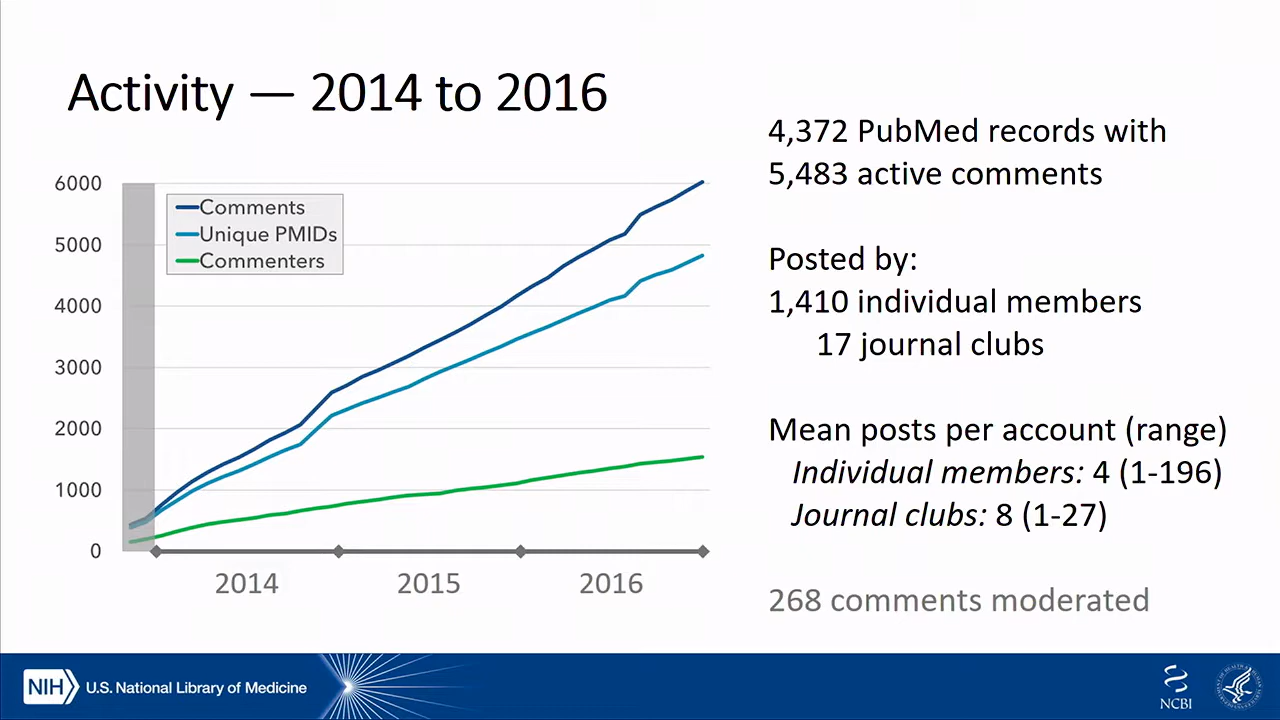 Activity — 2014 to 2016
6000
5000
4000
3000
2000
1000
0
Comments
Unique PMIDs
Commenters
2014
2015
2016
4,372 PubMed records with
5,483 active comments
Posted by:
1,410 individual members
17 journal clubs
Mean posts per account (range)
Individual members: 4 (1-196)
Journal clubs: 8 (1-27)
268 comments moderated
NIH U.S. National Library of Medicine
NCBI